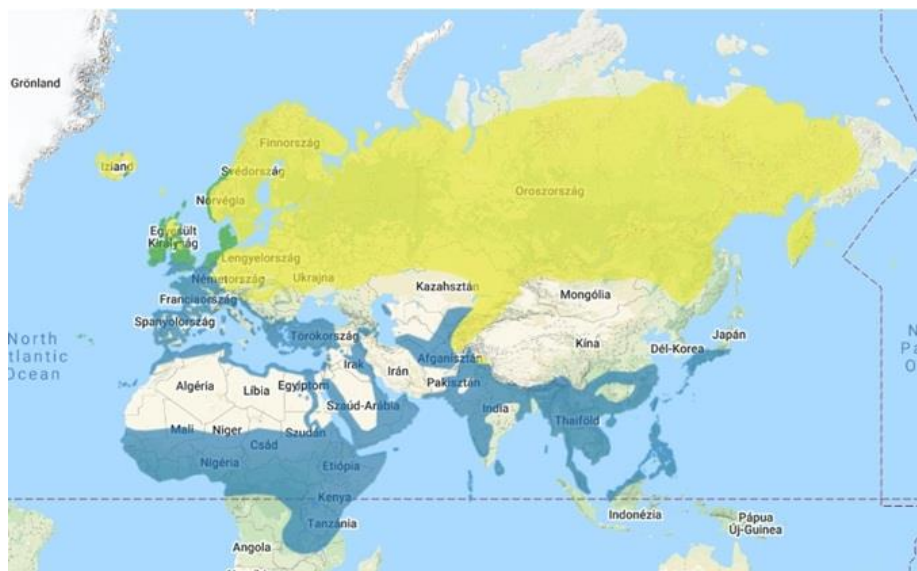 Grönland
Finnország
Izland
Svédország
Norvégia
Oroszország
Egyesült
Királyság
Lengyelország
Németország
Ukrajna
Kazahsztán
Franciaország
Mongólia
Spanyolország
North
Atlantic
Ocean
Törökország
Japán
Kína
Dél-Korea
Afganisztán
Irak
Irán
Algéria
Líbia
Egyiptom
Pakisztán
Szaúd-Arábia
India
Mali
Niger
Szudán
Csád
Thaiföld
Nigéria
Etiópia
Kenya
Tanzánia
Indonézia
Pápua
Új-Guinea
Angola